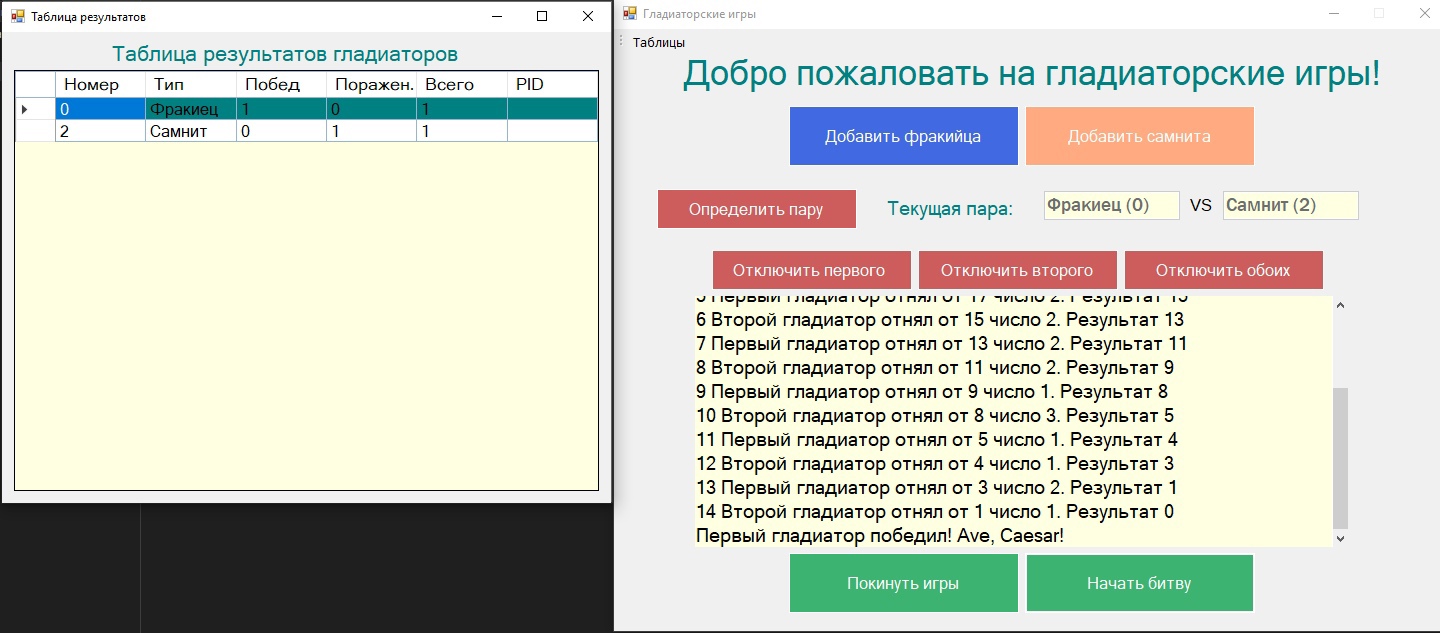 Таблица результатов
Таблица результатов гладиаторов
Номер Тип Побед Поражен. Всего PID
0 Фракиец 1 0 1
2 Самнит 0 1 1
Гладиаторские игры
Таблицы
Добро пожаловать на гладиаторские игры!
Добавить фракийца Добавить самнита
Определить пару Текущая пара: Фракиец (0) VS Самнит (2)
Отключить первого Отключить второго Отключить обоих
5 Первый гладиатор отнял от 17 число 2. Результат 15
6 Второй гладиатор отнял от 15 число 2. Результат 13
7 Первый гладиатор отнял от 13 число 2. Результат 11
8 Второй гладиатор отнял от 11 число 2. Результат 9
9 Первый гладиатор отнял от 9 число 1. Результат 8
10 Второй гладиатор отнял от 8 число 3. Результат 5
11 Первый гладиатор отнял от 5 число 1. Результат 4
12 Второй гладиатор отнял от 4 число 1. Результат 3
13 Первый гладиатор отнял от 3 число 2. Результат 1
14 Второй гладиатор отнял от 1 число 1. Результат 0
Первый гладиатор победил! Ave, Caesar!
Покинуть игры Начать битву